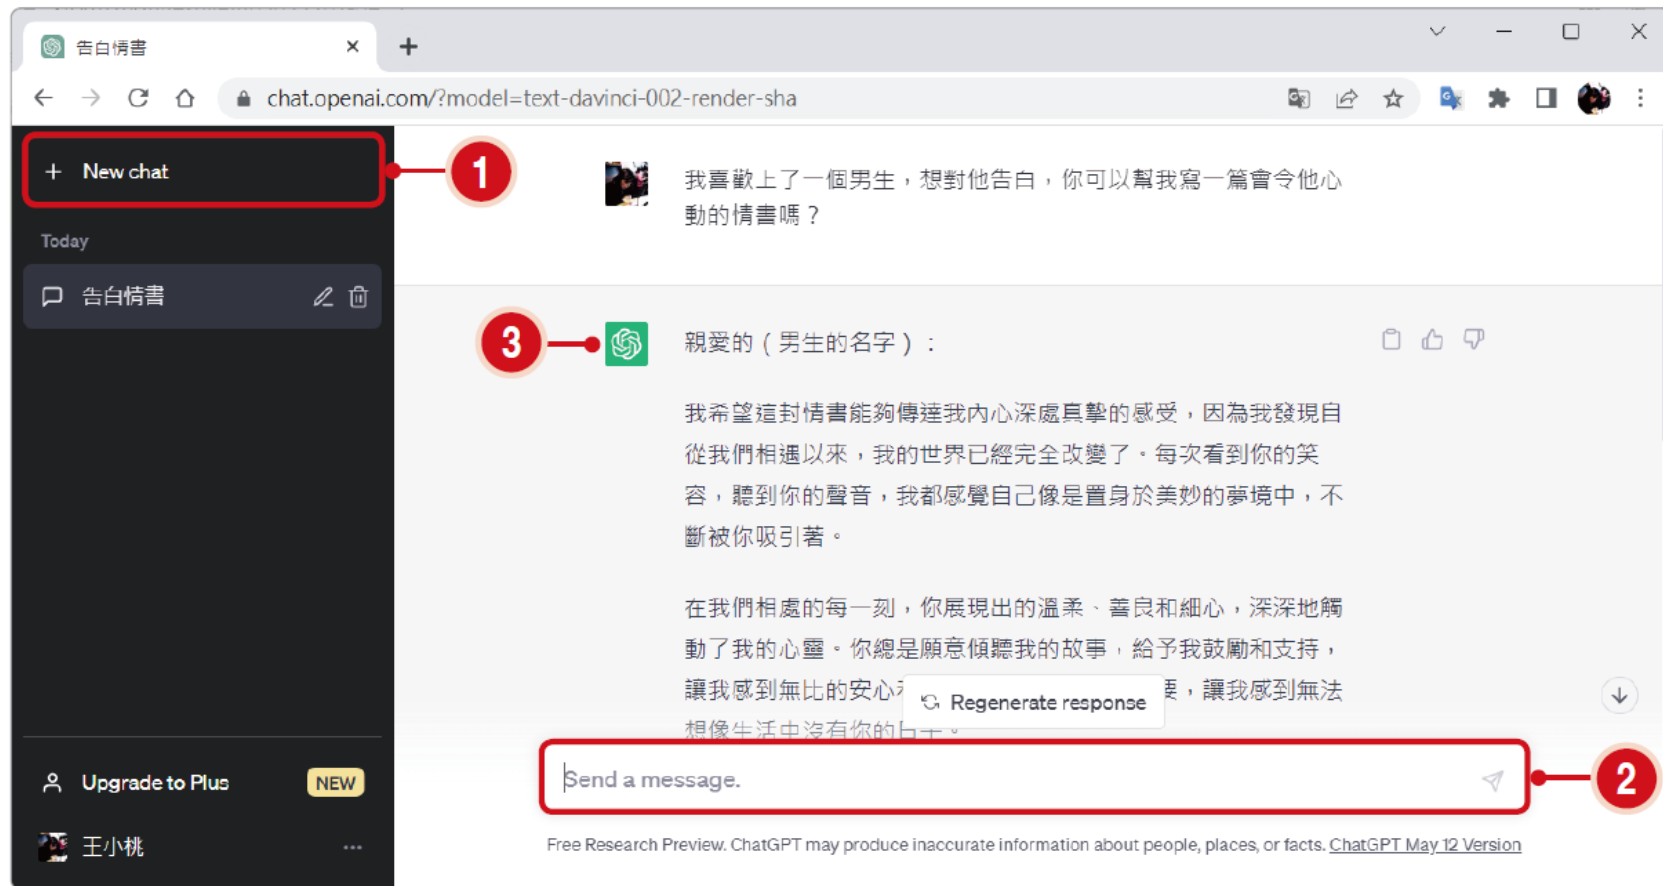 告白情書
chat.openai.com/?model=text-davinci-002-render-sha
+ New chat
1
Today
告白情書
我喜歡上了一個男生，想對他告白，你可以幫我寫一篇會令他心
動的情書嗎？
3
親愛的（男生的名字）：
我希望這封情書能夠傳達我內心深處真摯的感受，因為我發現自
從我們相遇以來，我的世界已經完全改變了。每次看到你的笑
容，聽到你的聲音，我都感覺自己像是置身於美妙的夢境中，不
斷被你吸引著。
在我們相處的每一刻，你展現出的溫柔、善良和細心，深深地觸
動了我的心靈。你總是願意傾聽我的故事，給予我鼓勵和支持，
讓我感到無比的安心 要，讓我感到無法
Regenerate response
想像生活中沒有你的日子。
Send a message.
2
Upgrade to Plus NEW
王小桃
Free Research Preview. ChatGPT may produce inaccurate information about people, places, or facts. ChatGPT May 12 Version